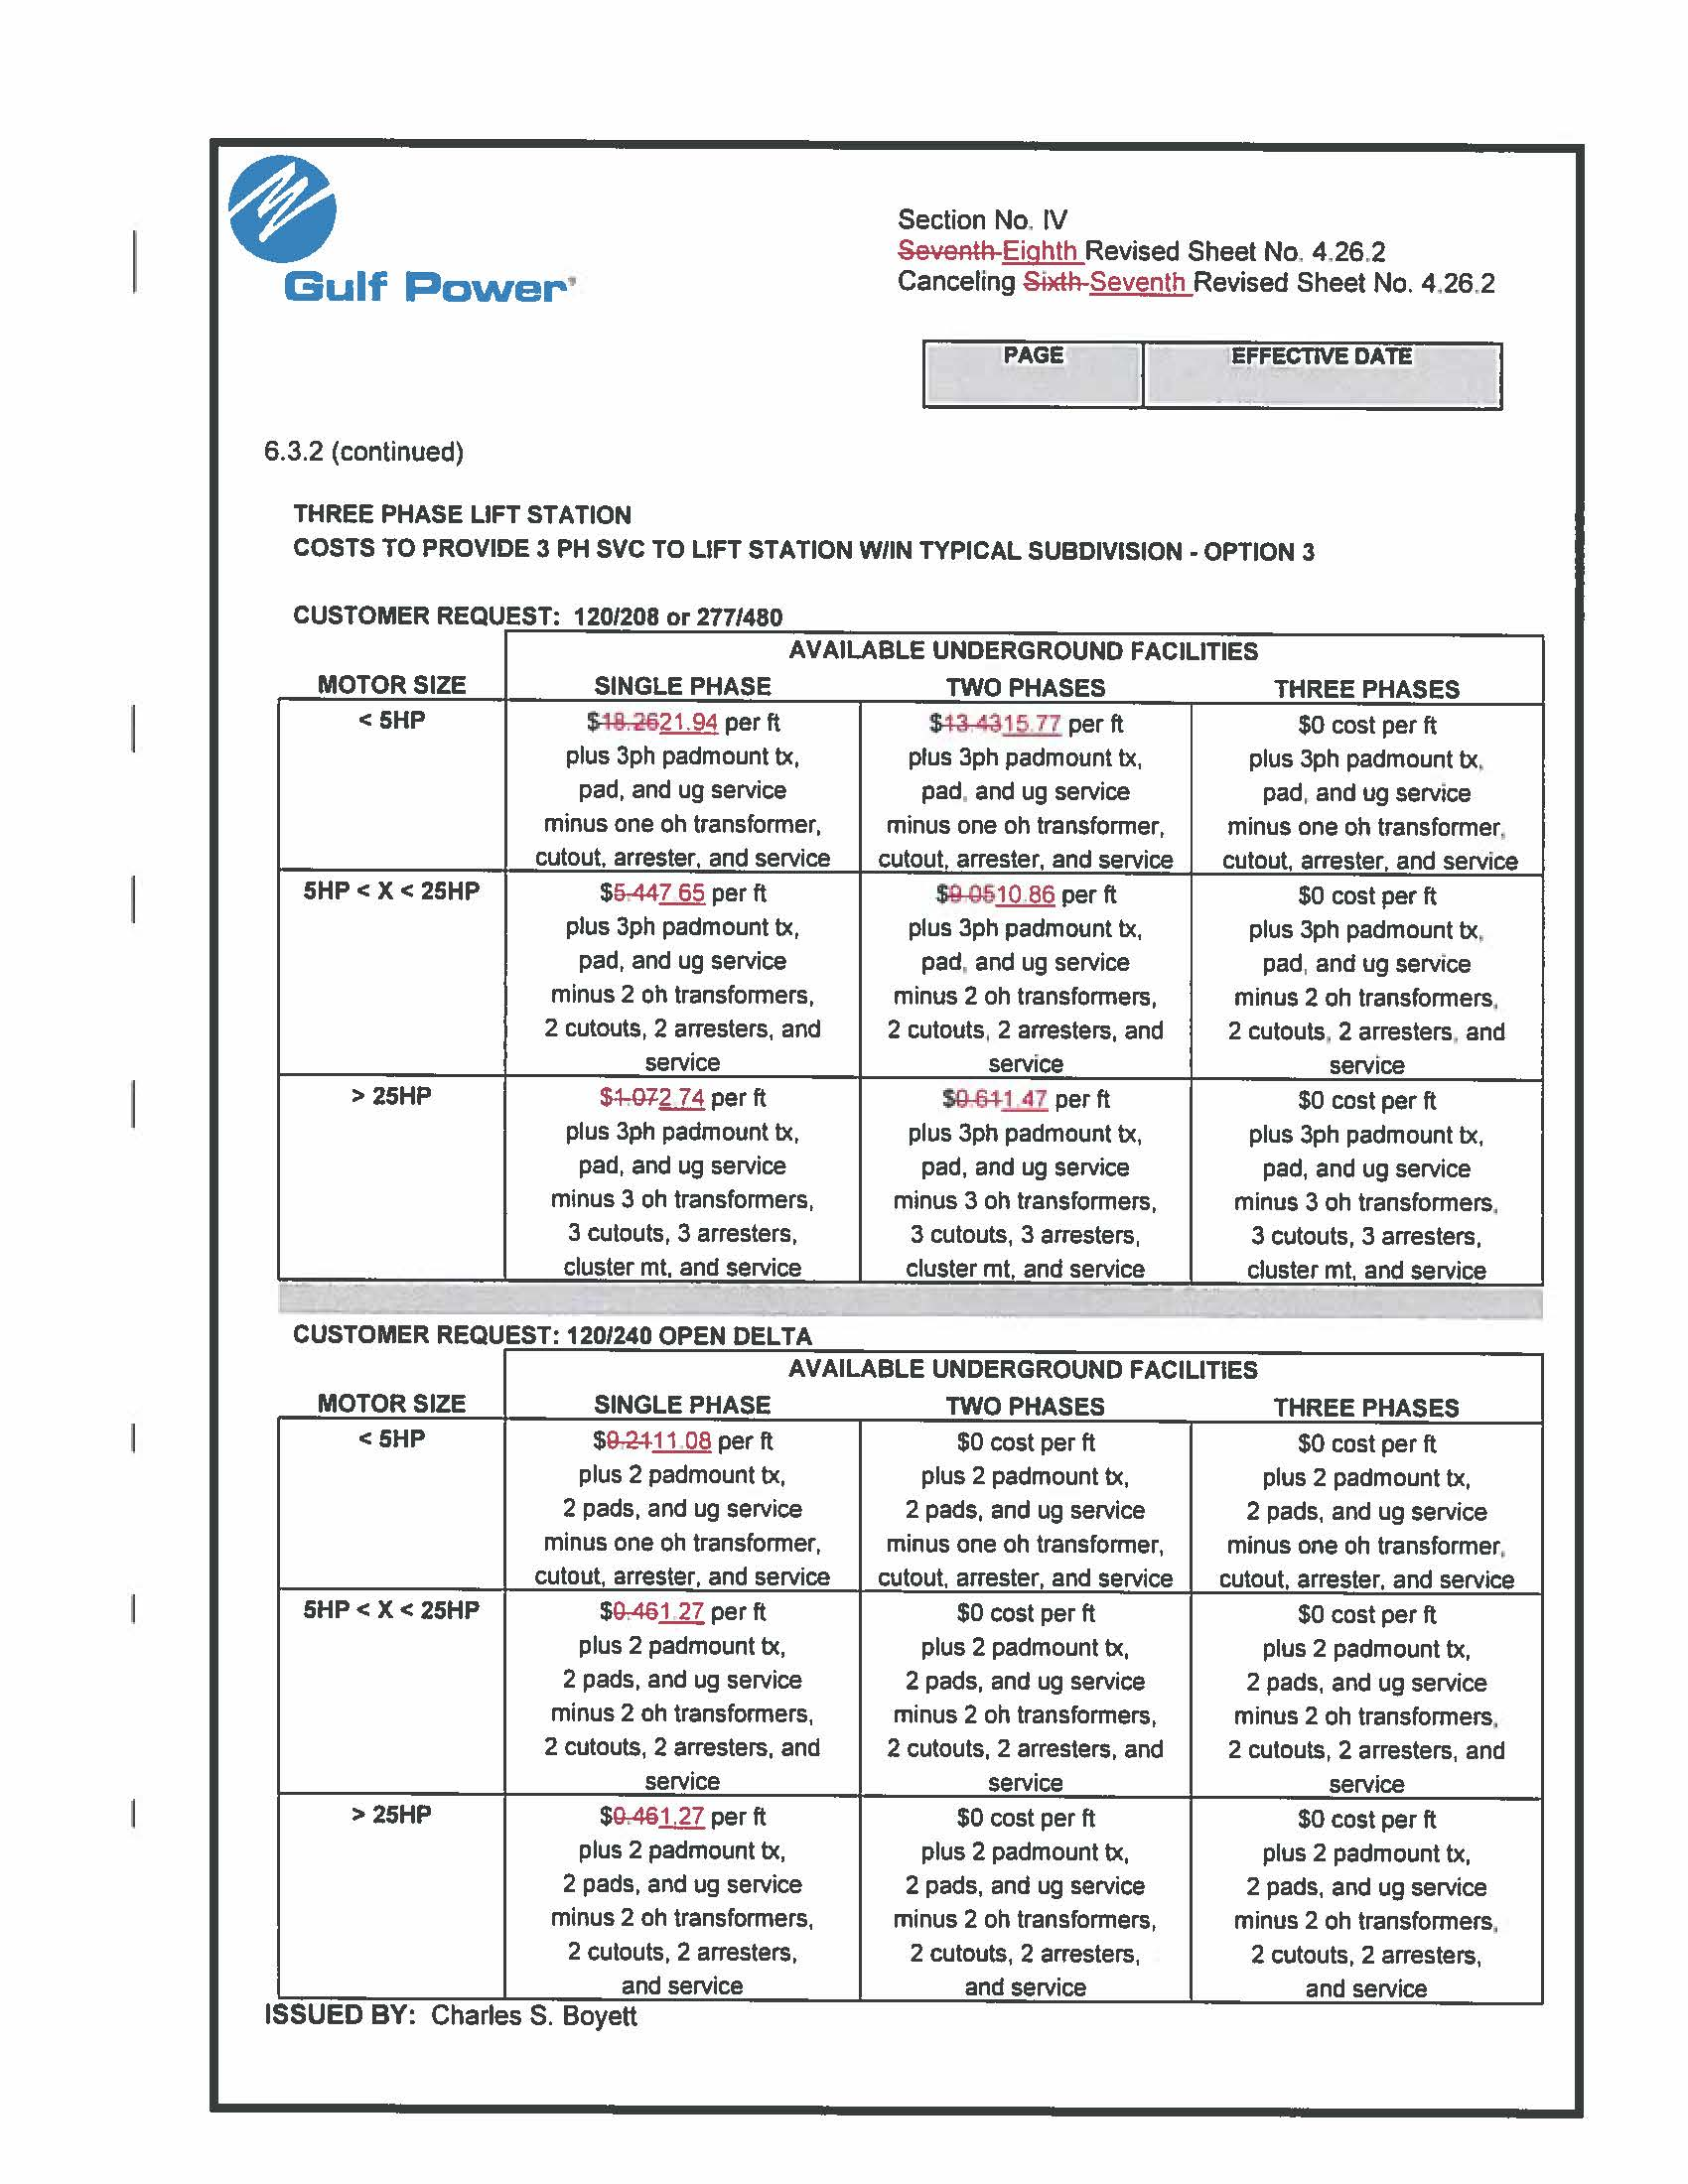 Gulf Power
Section No. IV
Seventh Eighth Revised Sheet No. 4.26.2
Canceling Sixth Seventh Revised Sheet No. 4.26.2
PAGE EFFECTIVE DATE
6.3.2 (continued)
THREE PHASE LIFT STATION
COSTS TO PROVIDE 3 PH SVC TO LIFT STATION W/IN TYPICAL SUBDIVISION - OPTION 3
CUSTOMER REQUEST: 120/208 or 277/480
AVAILABLE UNDERGROUND FACILITIES
MOTOR SIZE SINGLE PHASE TWO PHASES THREE PHASES
< 5HP $18.2621.94 per ft $13.4315.77 per ft $0 cost per ft
plus 3ph padmount tx, plus 3ph padmount tx, plus 3ph padmount tx,
pad, and ug service pad, and ug service pad, and ug service
minus one oh transformer, minus one oh transformer, minus one oh transformer,
cutout, arrester, and service cutout, arrester, and service cutout, arrester, and service
5HP < X < 25HP $5.447.65 per ft $9.0510.86 per ft $0 cost per ft
plus 3ph padmount tx, plus 3ph padmount tx, plus 3ph padmount tx,
pad, and ug service pad, and ug service pad, and ug service
minus 2 oh transformers, minus 2 oh transformers, minus 2 oh transformers,
2 cutouts, 2 arresters, and 2 cutouts, 2 arresters, and 2 cutouts, 2 arresters, and
service service service
> 25HP $1.072.74 per ft $0.611.47 per ft $0 cost per ft
plus 3ph padmount tx, plus 3ph padmount tx, plus 3ph padmount tx,
pad, and ug service pad, and ug service pad, and ug service
minus 3 oh transformers, minus 3 oh transformers, minus 3 oh transformers,
3 cutouts, 3 arresters, 3 cutouts, 3 arresters, 3 cutouts, 3 arresters,
cluster mt, and service cluster mt, and service cluster mt, and service
CUSTOMER REQUEST: 120/240 OPEN DELTA
AVAILABLE UNDERGROUND FACILITIES
MOTOR SIZE SINGLE PHASE TWO PHASES THREE PHASES
< 5HP $9.2111.08 per ft $0 cost per ft $0 cost per ft
plus 2 padmount tx, plus 2 padmount tx, plus 2 padmount tx,
2 pads, and ug service 2 pads, and ug service 2 pads, and ug service
minus one oh transformer, minus one oh transformer, minus one oh transformer,
cutout, arrester, and service cutout, arrester, and service cutout, arrester, and service
5HP < X < 25HP $0.461.27 per ft $0 cost per ft $0 cost per ft
plus 2 padmount tx, plus 2 padmount tx, plus 2 padmount tx,
2 pads, and ug service 2 pads, and ug service 2 pads, and ug service
minus 2 oh transformers, minus 2 oh transformers, minus 2 oh transformers,
2 cutouts, 2 arresters, and 2 cutouts, 2 arresters, and 2 cutouts, 2 arresters, and
service service service
> 25HP $0.461.27 per ft $0 cost per ft $0 cost per ft
plus 2 padmount tx, plus 2 padmount tx, plus 2 padmount tx,
2 pads, and ug service 2 pads, and ug service 2 pads, and ug service
minus 2 oh transformers, minus 2 oh transformers, minus 2 oh transformers,
2 cutouts, 2 arresters, 2 cutouts, 2 arresters, 2 cutouts, 2 arresters,
and service and service and service
ISSUED BY: Charles S. Boyett